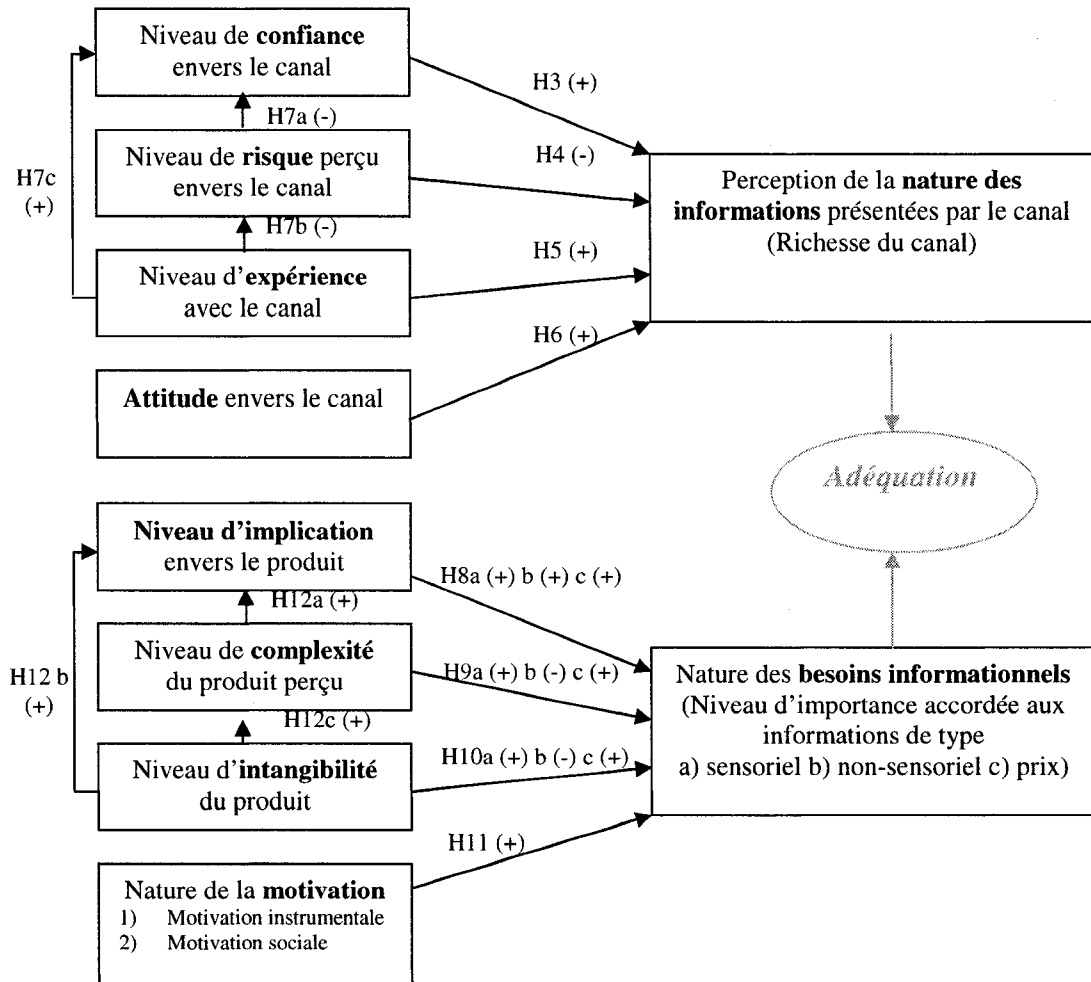 Niveau de confiance
envers le canal
H3 (+)
H7a (-)
Niveau de risque perçu
envers le canal
H4 (-)
H7c
(+)
H7b (-)
Niveau d'expérience
avec le canal
H5 (+)
H6 (+)
Attitude envers le canal
Perception de la nature des
informations présentées par le canal
(Richesse du canal)
Adéquation
Niveau d'implication
envers le produit
H8a (+) b (+) c (+)
H12a (+)
Niveau de complexité
du produit perçu
H9a (+) b (-) c (+)
H12 b
(+)
H12c (+)
Niveau d'intangibilité
du produit
H10a (+) b (-) c (+)
H11 (+)
Nature de la motivation
1) Motivation instrumentale
2) Motivation sociale
Nature des besoins informationnels
(Niveau d'importance accordée aux
informations de type
a) sensoriel b) non-sensoriel c) prix)